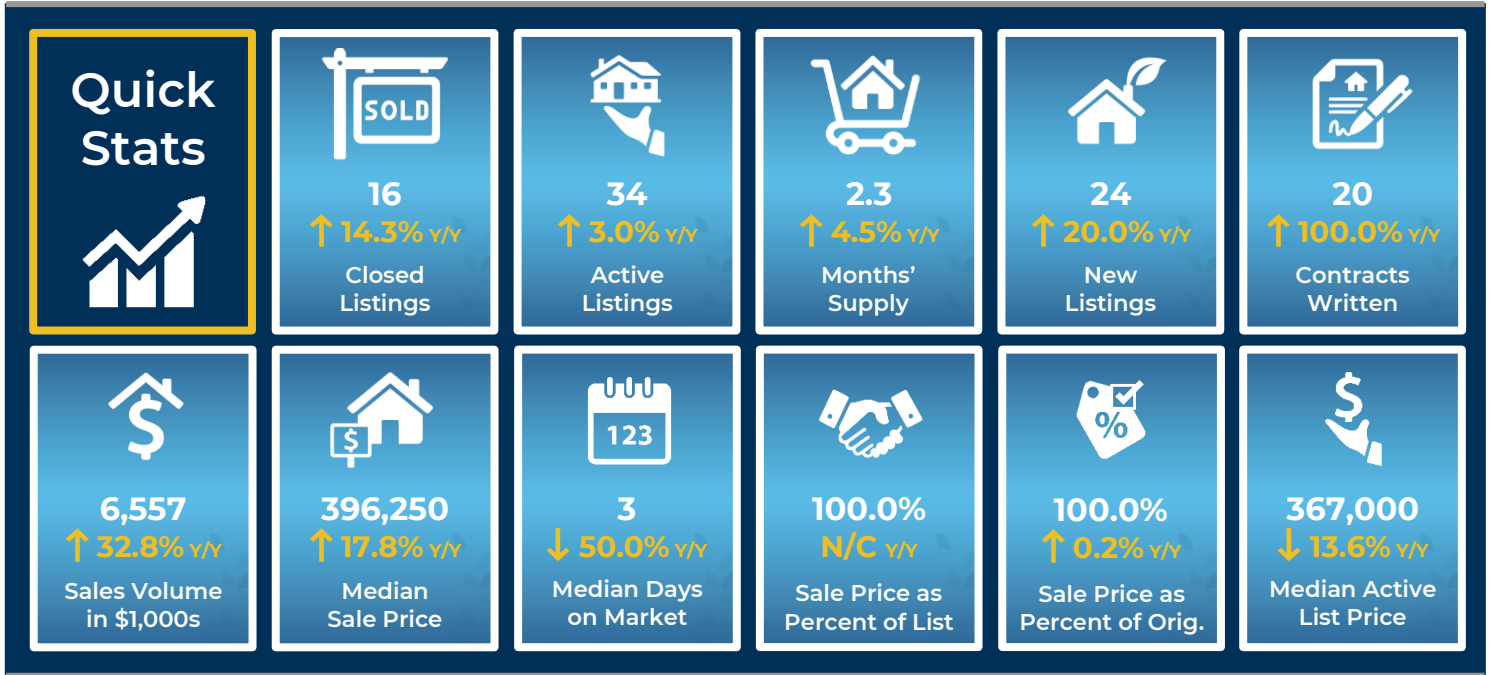 Quick
Stats
SOLD
16
↑ 14.3% Y/Y
Closed
Listings
34
↑ 3.0% Y/Y
Active
Listings
2.3
↑ 4.5% Y/Y
Months’
Supply
24
↑ 20.0% Y/Y
New
Listings
20
↑ 100.0% Y/Y
Contracts
Written
$
6,557
↑ 32.8% Y/Y
Sales Volume
in $1,000s
$
396,250
↑ 17.8% Y/Y
Median
Sale Price
123
3
↓ 50.0% Y/Y
Median Days
on Market
100.0%
N/C Y/Y
Sale Price as
Percent of List
%
100.0%
↑ 0.2% Y/Y
Sale Price as
Percent of Orig.
$
367,000
↓ 13.6% Y/Y
Median Active
List Price